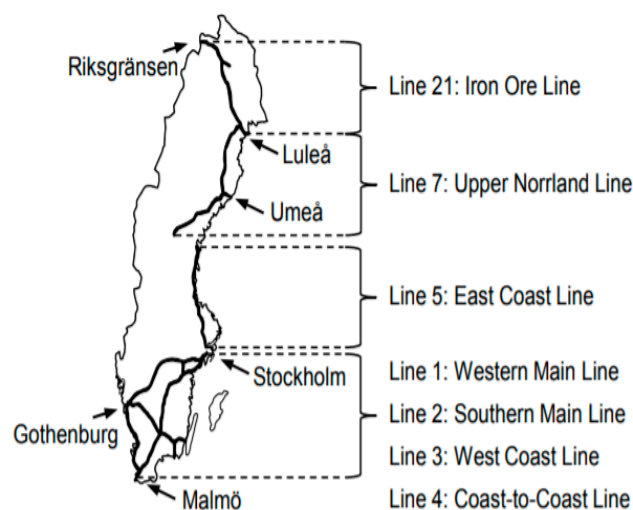 Riksgränsen
Line 21: Iron Ore Line
Luleå
Line 7: Upper Norrland Line
Umeå
Line 5: East Coast Line
Stockholm
Line 1: Western Main Line
Gothenburg
Line 2: Southern Main Line
Line 3: West Coast Line
Malmö
Line 4: Coast-to-Coast Line